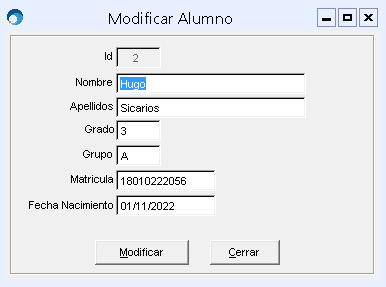 Modificar Alumno
Id 2
Nombre Hugo
Apellidos Sicarios
Grado 3
Grupo A
Matricula 18010222056
Fecha Nacimiento 01/11/2022
Modificar Cerrar